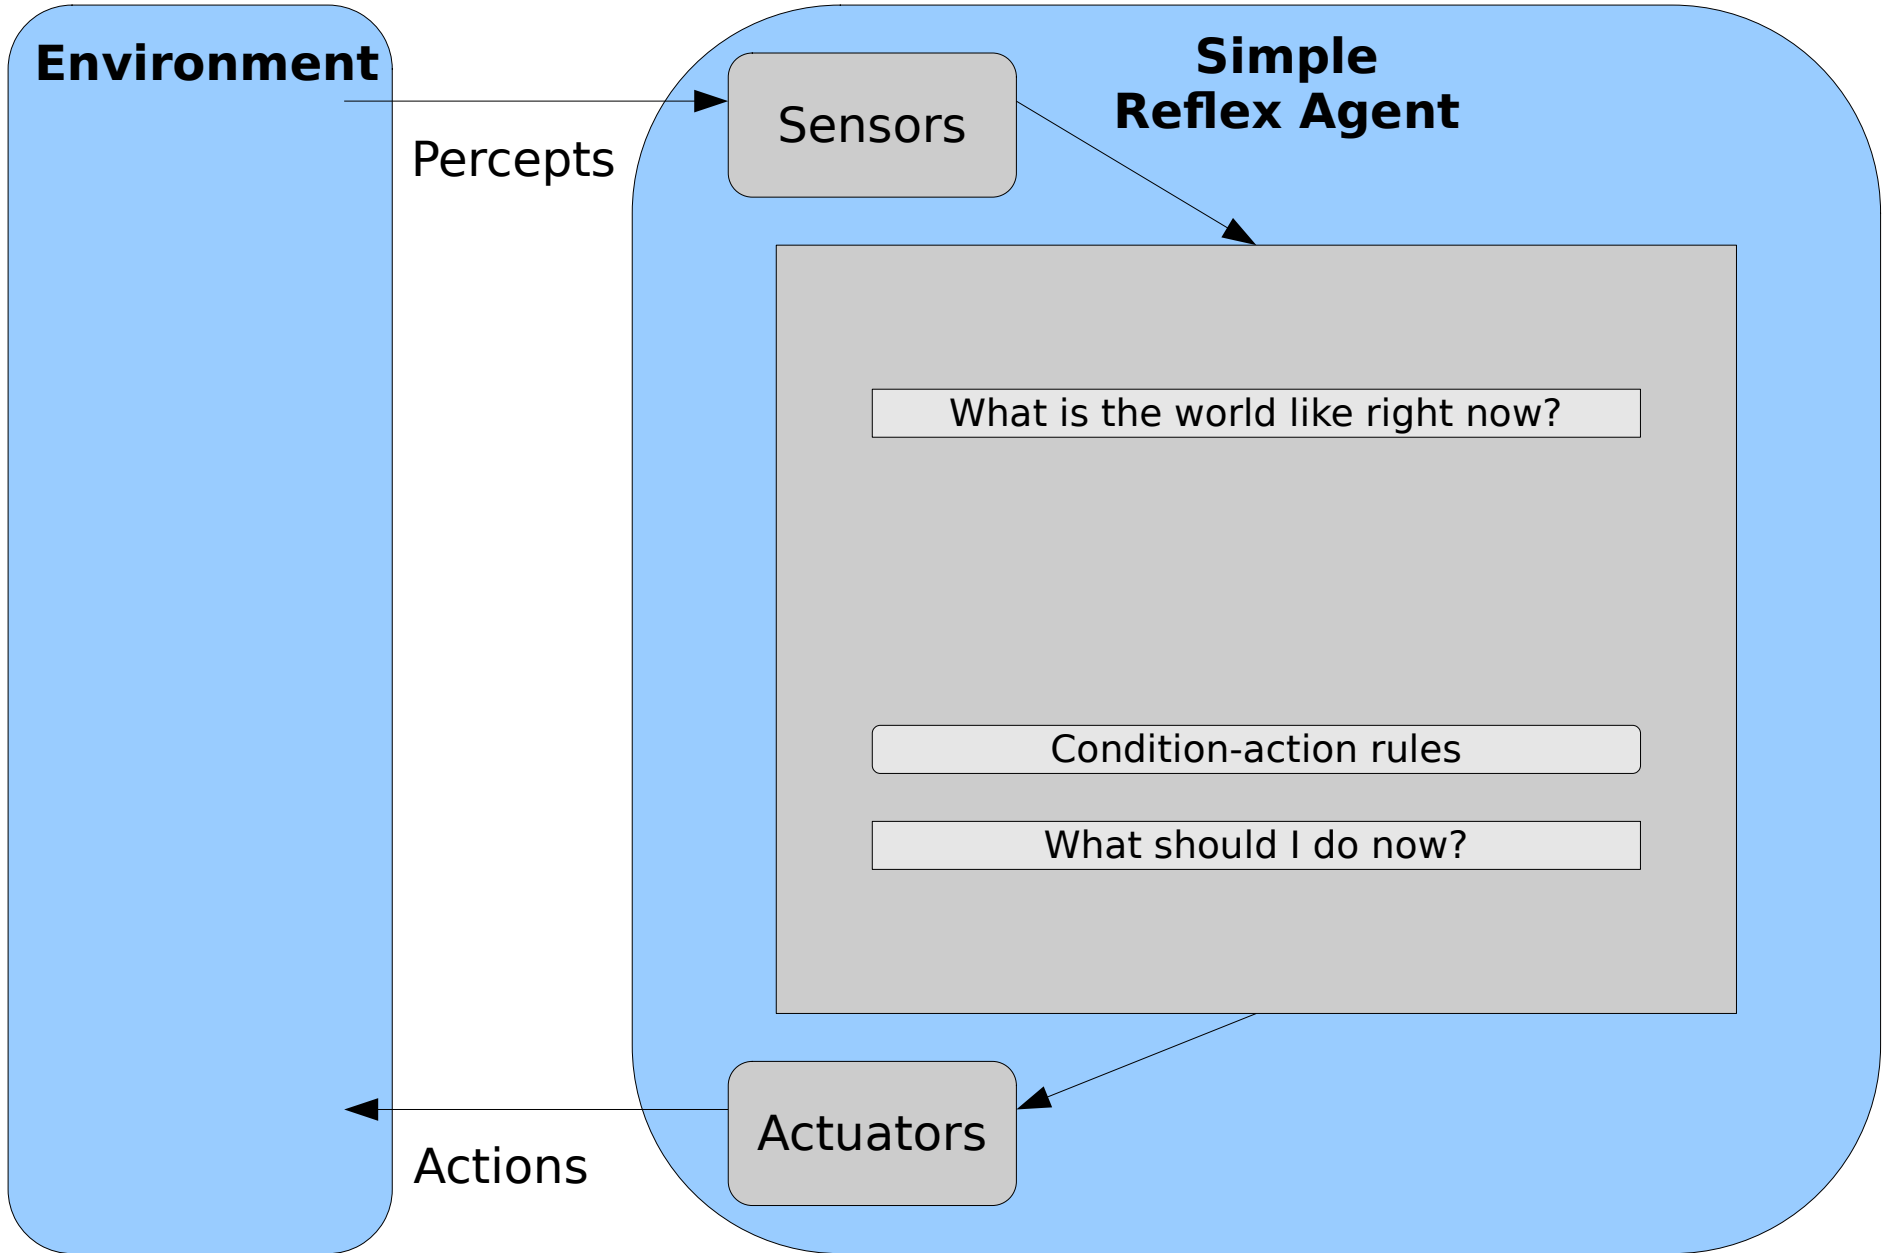 Environment
Simple
Reflex Agent
Sensors
Percepts
What is the world like right now?
Condition-action rules
What should I do now?
Actuators
Actions